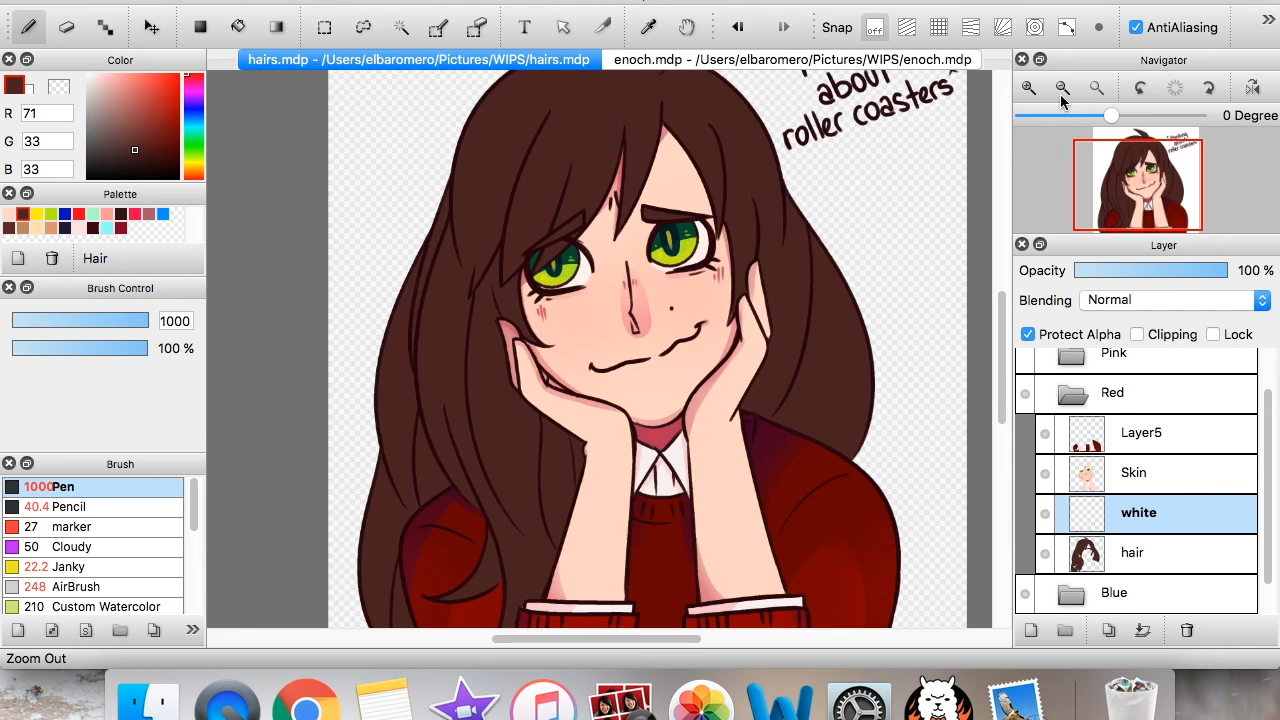 Snap
off
AntiAliasing
Color
hairs.mdp - /Users/elbaromero/Pictures/WIPS/hairs.mdp
enoch.mdp - /Users/elbaromero/Pictures/WIPS/enoch.mdp
Navigator
R 71
G 33
B 33
0 Degree
about
roller coasters*
Palette
Hair
Brush Control
1000
100 %
Layer
Opacity 100 %
Blending Normal
Protect Alpha Clipping Lock
Pink
Red
Layer5
Skin
white
hair
Blue
Brush
1000 Pen
40.4 Pencil
27 marker
50 Cloudy
22.2 Janky
248 AirBrush
210 Custom Watercolor
Zoom Out